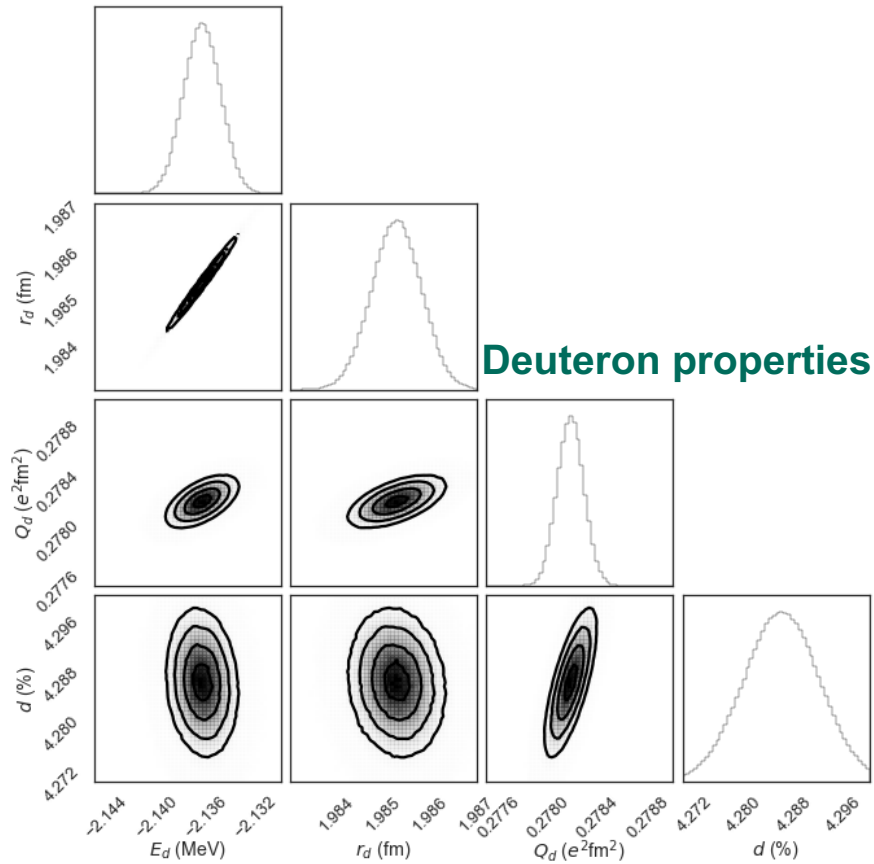 1.987
1.986
1.985
1.984
r_d (fm)
Deuteron properties
0.2788
0.2784
0.2780
0.2776
Q_d (e²fm²)
4.296
4.288
4.280
4.272
d (%)
−2.144 −2.140 −2.136 −2.132
E_d (MeV)
1.984 1.985 1.986 1.987
r_d (fm)
0.2776 0.2780 0.2784 0.2788
Q_d (e²fm²)
4.272 4.280 4.288 4.296
d (%)